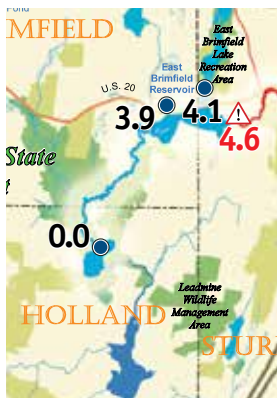 Pond
MFIELD
East
Brimfield
Lake
Recreation
Area
East
Brimfield
Reservoir
U.S. 20
3.9
4.1
!
4.6
State
t
0.0
HOLLAND
Leadmine
Wildlife
Management
Area
STUR